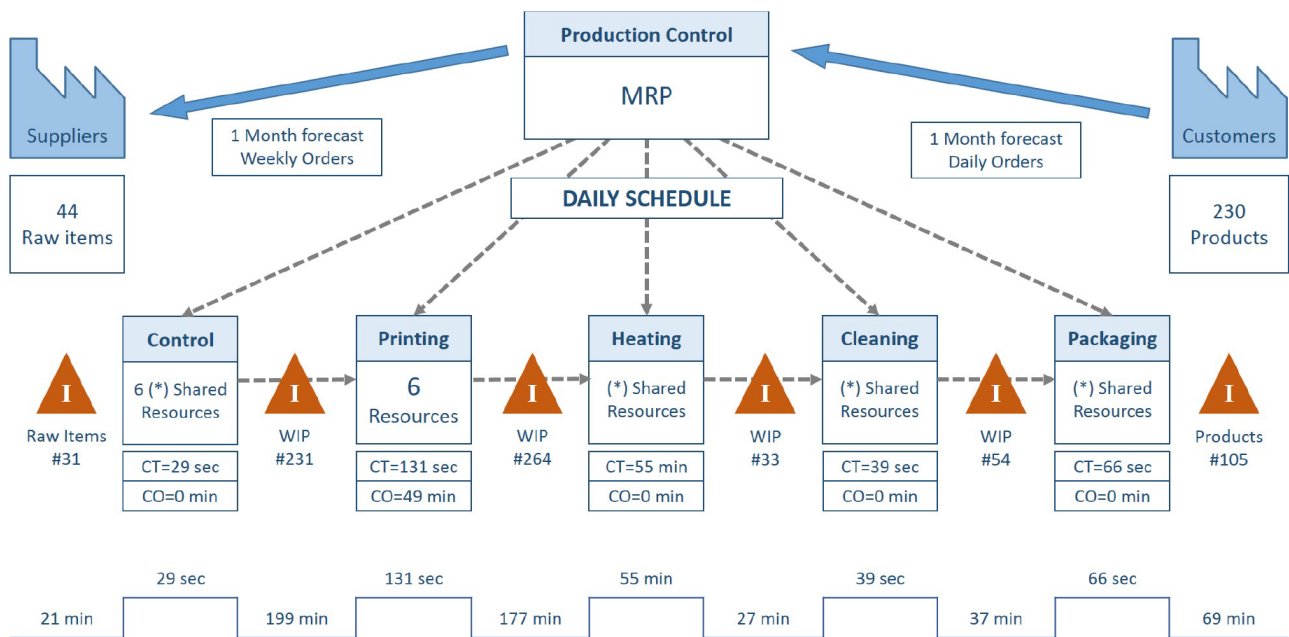 Production Control
MRP
Suppliers
Customers
1 Month forecast
Weekly Orders
1 Month forecast
Daily Orders
44
Raw items
DAILY SCHEDULE
230
Products
Control
Printing
Heating
Cleaning
Packaging
I
6 (*) Shared
Resources
I
6
Resources
I
(*) Shared
Resources
I
(*) Shared
Resources
I
(*) Shared
Resources
I
Raw Items
#31
WIP
#231
WIP
#264
WIP
#33
WIP
#54
Products
#105
CT=29 sec
CO=0 min
CT=131 sec
CO=49 min
CT=55 min
CO=0 min
CT=39 sec
CO=0 min
CT=66 sec
CO=0 min
29 sec
131 sec
55 min
39 sec
66 sec
21 min
199 min
177 min
27 min
37 min
69 min